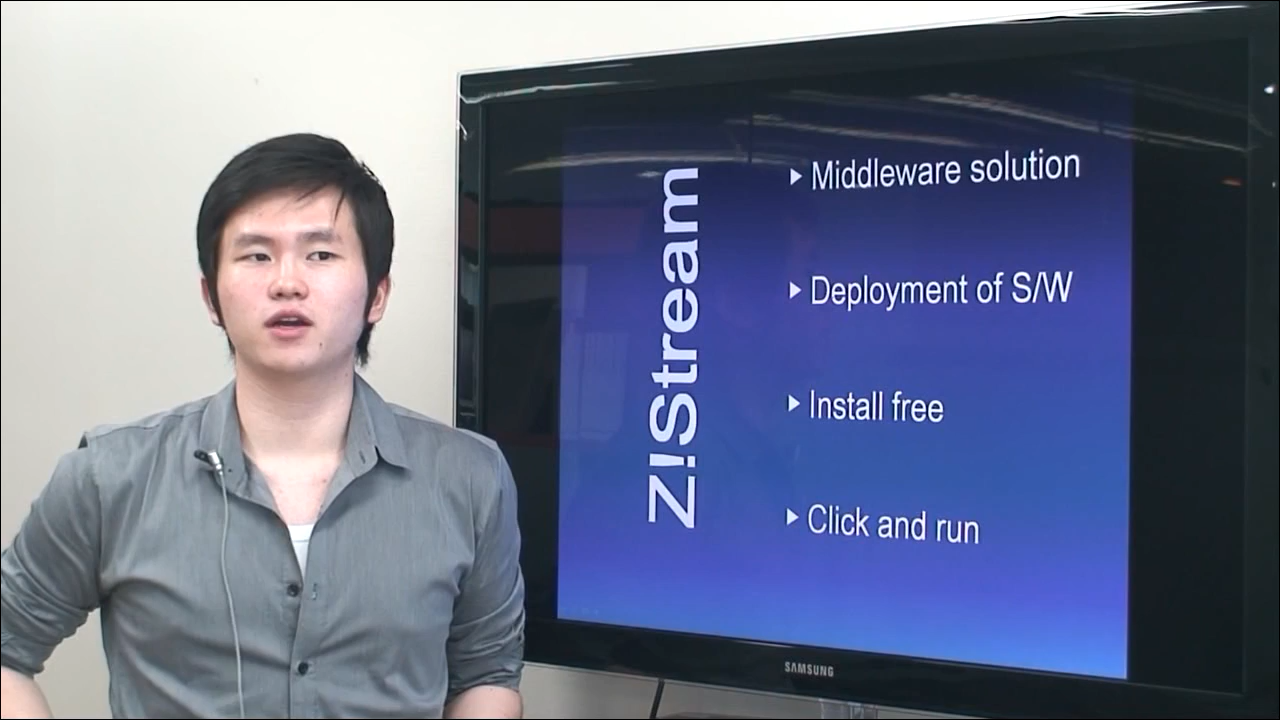 Z!Stream
Middleware solution
Deployment of S/W
Install free
Click and run
SAMSUNG